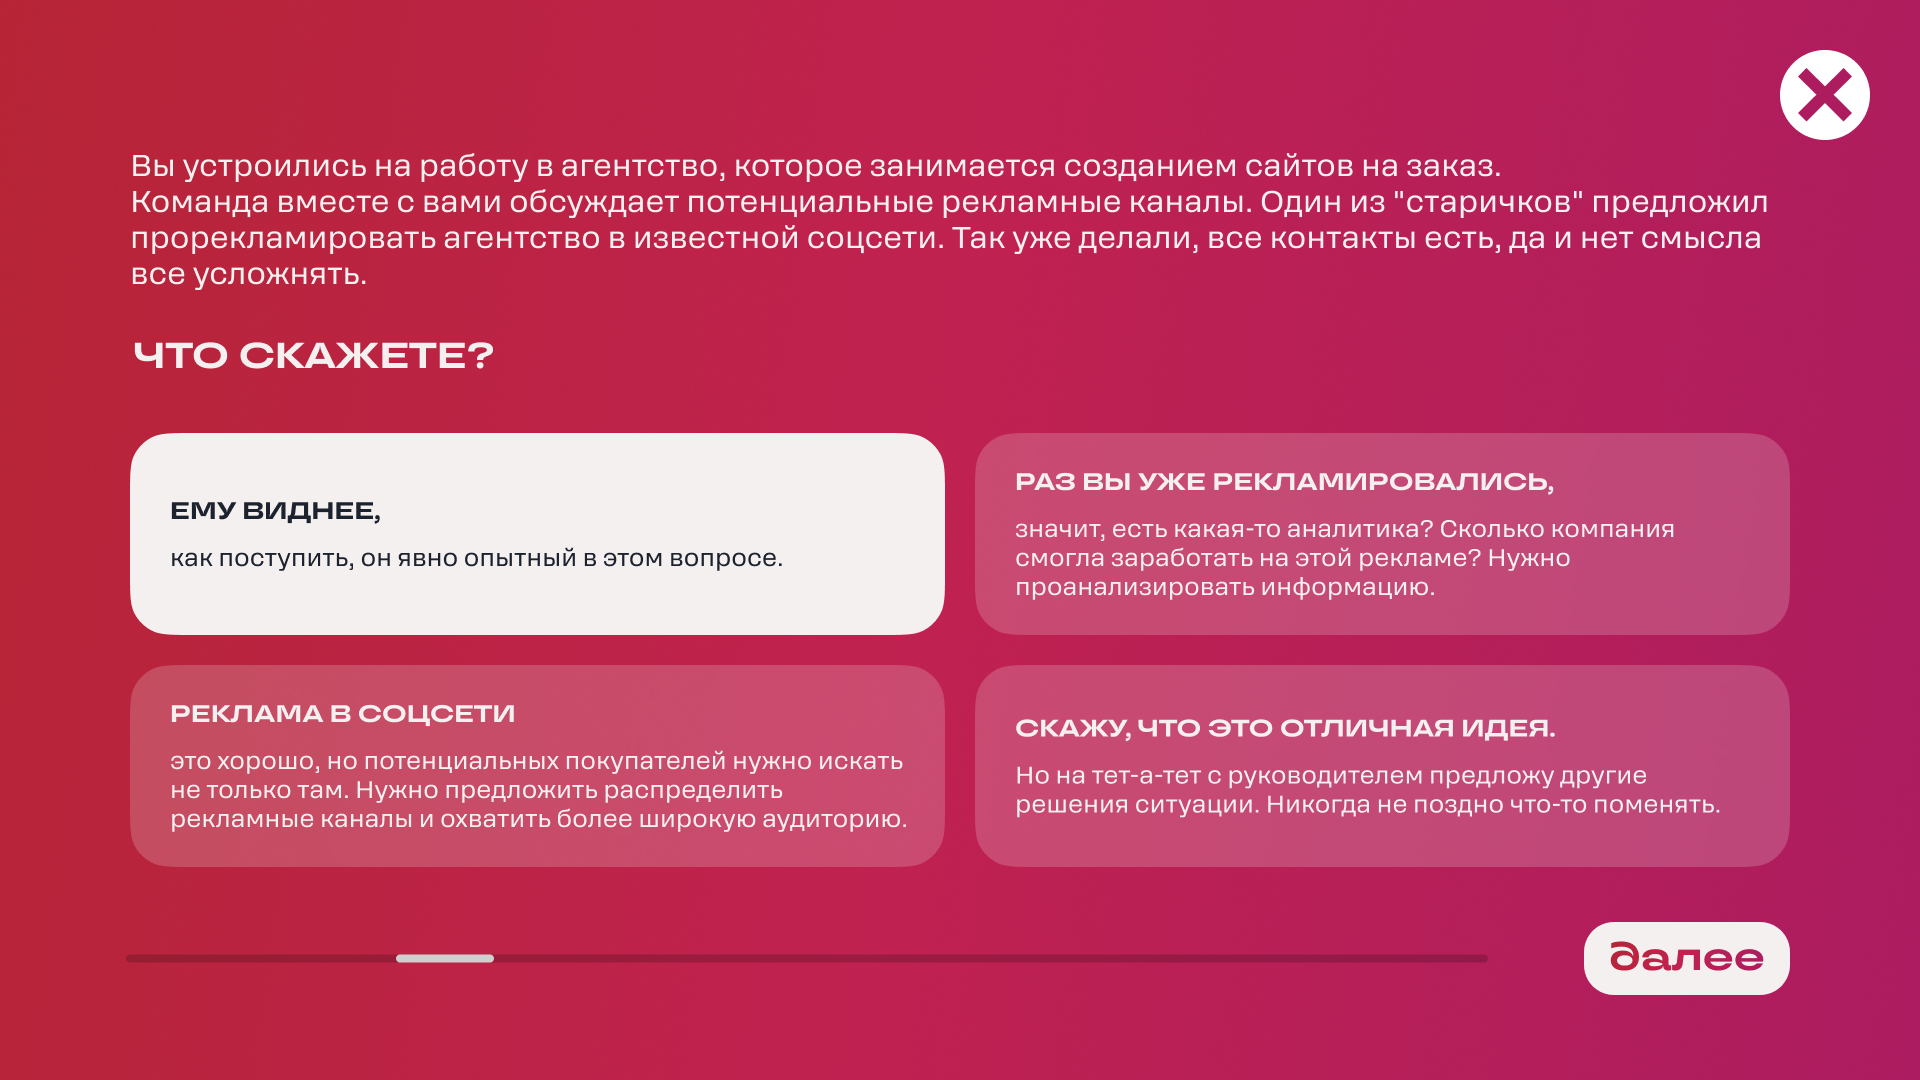 Вы устроились на работу в агентство, которое занимается созданием сайтов на заказ.
Команда вместе с вами обсуждает потенциальные рекламные каналы. Один из "старичков" предложил
прорекламировать агентство в известной соцсети. Так уже делали, все контакты есть, да и нет смысла
все усложнять.
ЧТО СКАЖЕТЕ?
ЕМУ ВИДНЕЕ,
как поступить, он явно опытный в этом вопросе.
РАЗ ВЫ УЖЕ РЕКЛАМИРОВАЛИСЬ,
значит, есть какая-то аналитика? Сколько компания
смогла заработать на этой рекламе? Нужно
проанализировать информацию.
РЕКЛАМА В СОЦСЕТИ
это хорошо, но потенциальных покупателей нужно искать
не только там. Нужно предложить распределить
рекламные каналы и охватить более широкую аудиторию.
СКАЖУ, ЧТО ЭТО ОТЛИЧНАЯ ИДЕЯ.
Но на тет-а-тет с руководителем предложу другие
решения ситуации. Никогда не поздно что-то поменять.
далее